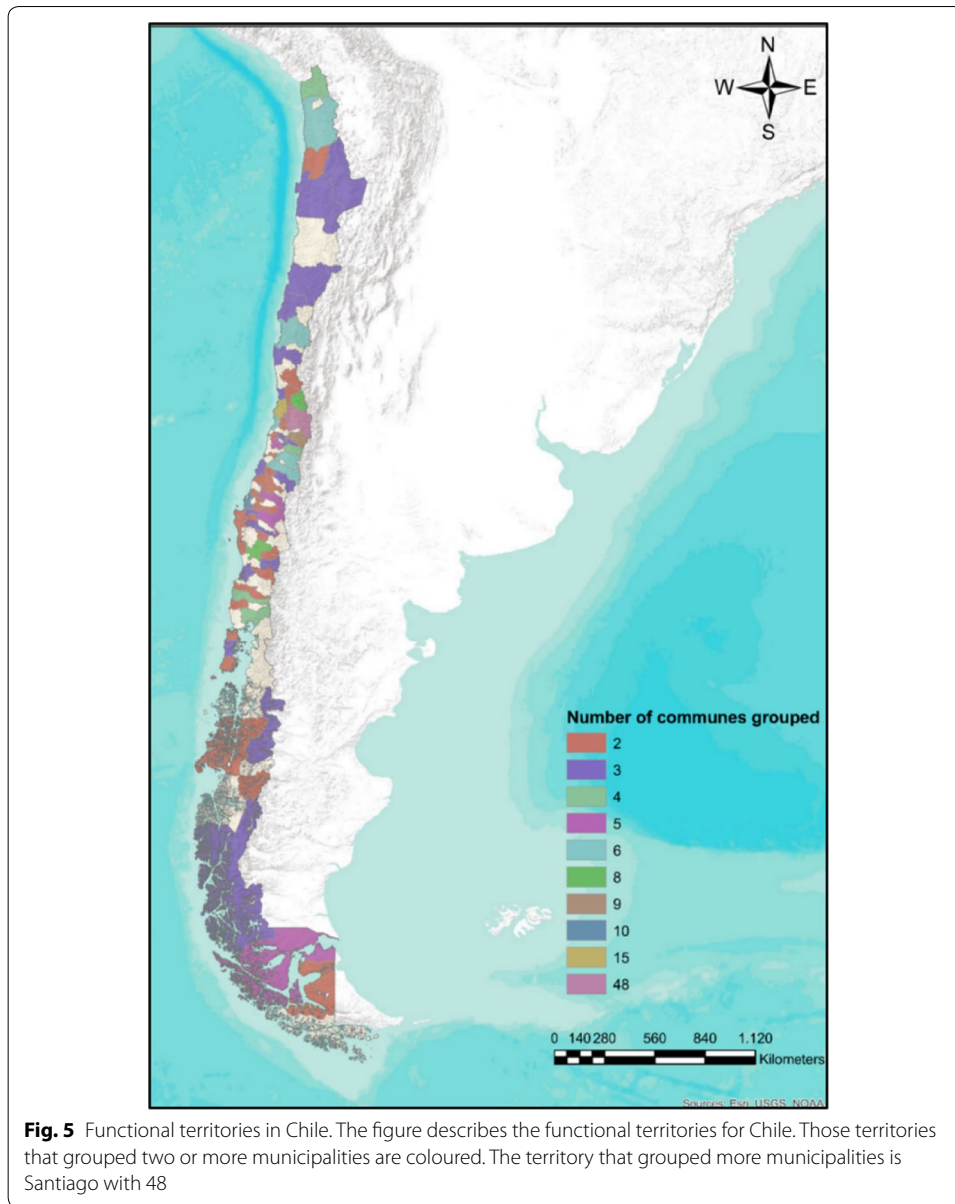 N
W E
S
Number of communes grouped
2
3
4
5
6
8
9
10
15
48
0 140 280 560 840 1.120
Kilometers
Sources: Esri, USGS, NOAA
Fig. 5 Functional territories in Chile. The figure describes the functional territories for Chile. Those territories
that grouped two or more municipalities are coloured. The territory that grouped more municipalities is
Santiago with 48